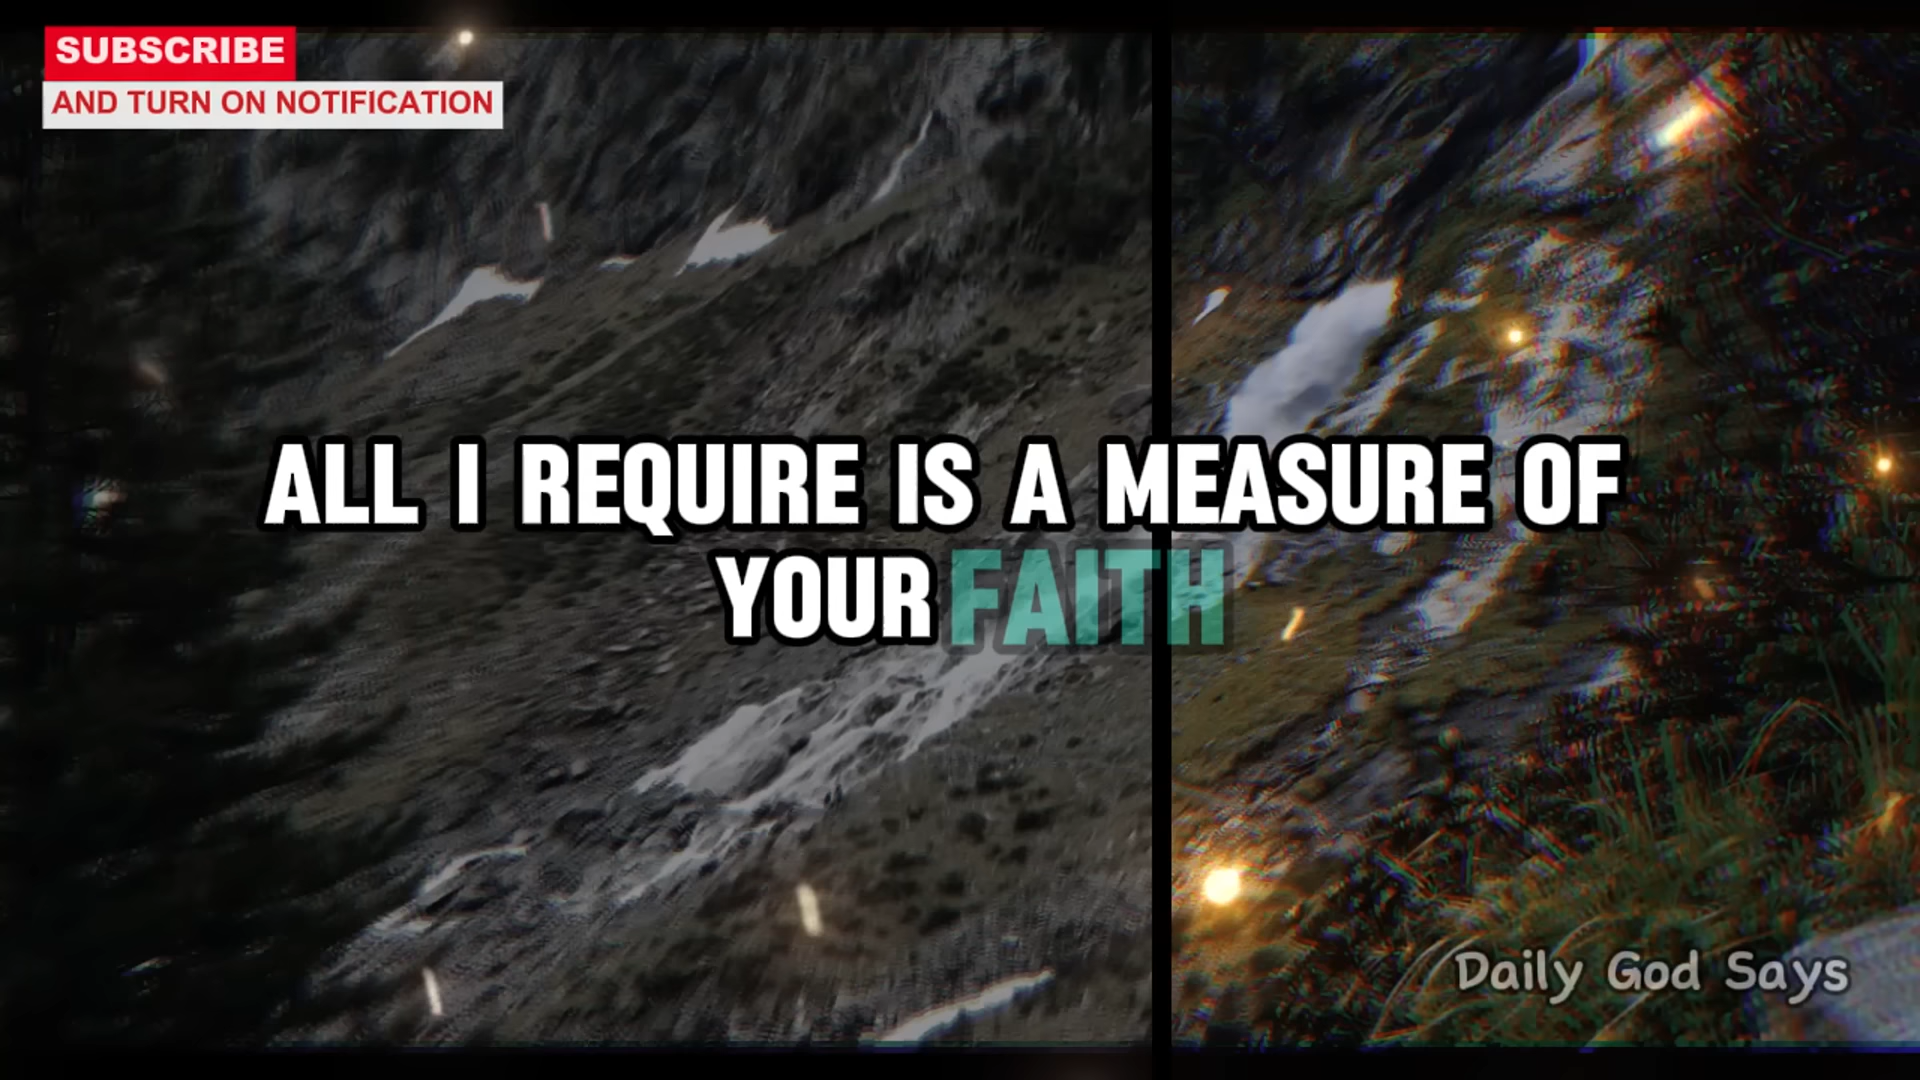 SUBSCRIBE
AND TURN ON NOTIFICATION
ALL I REQUIRE IS A MEASURE OF
YOUR FAITH
Daily God Says